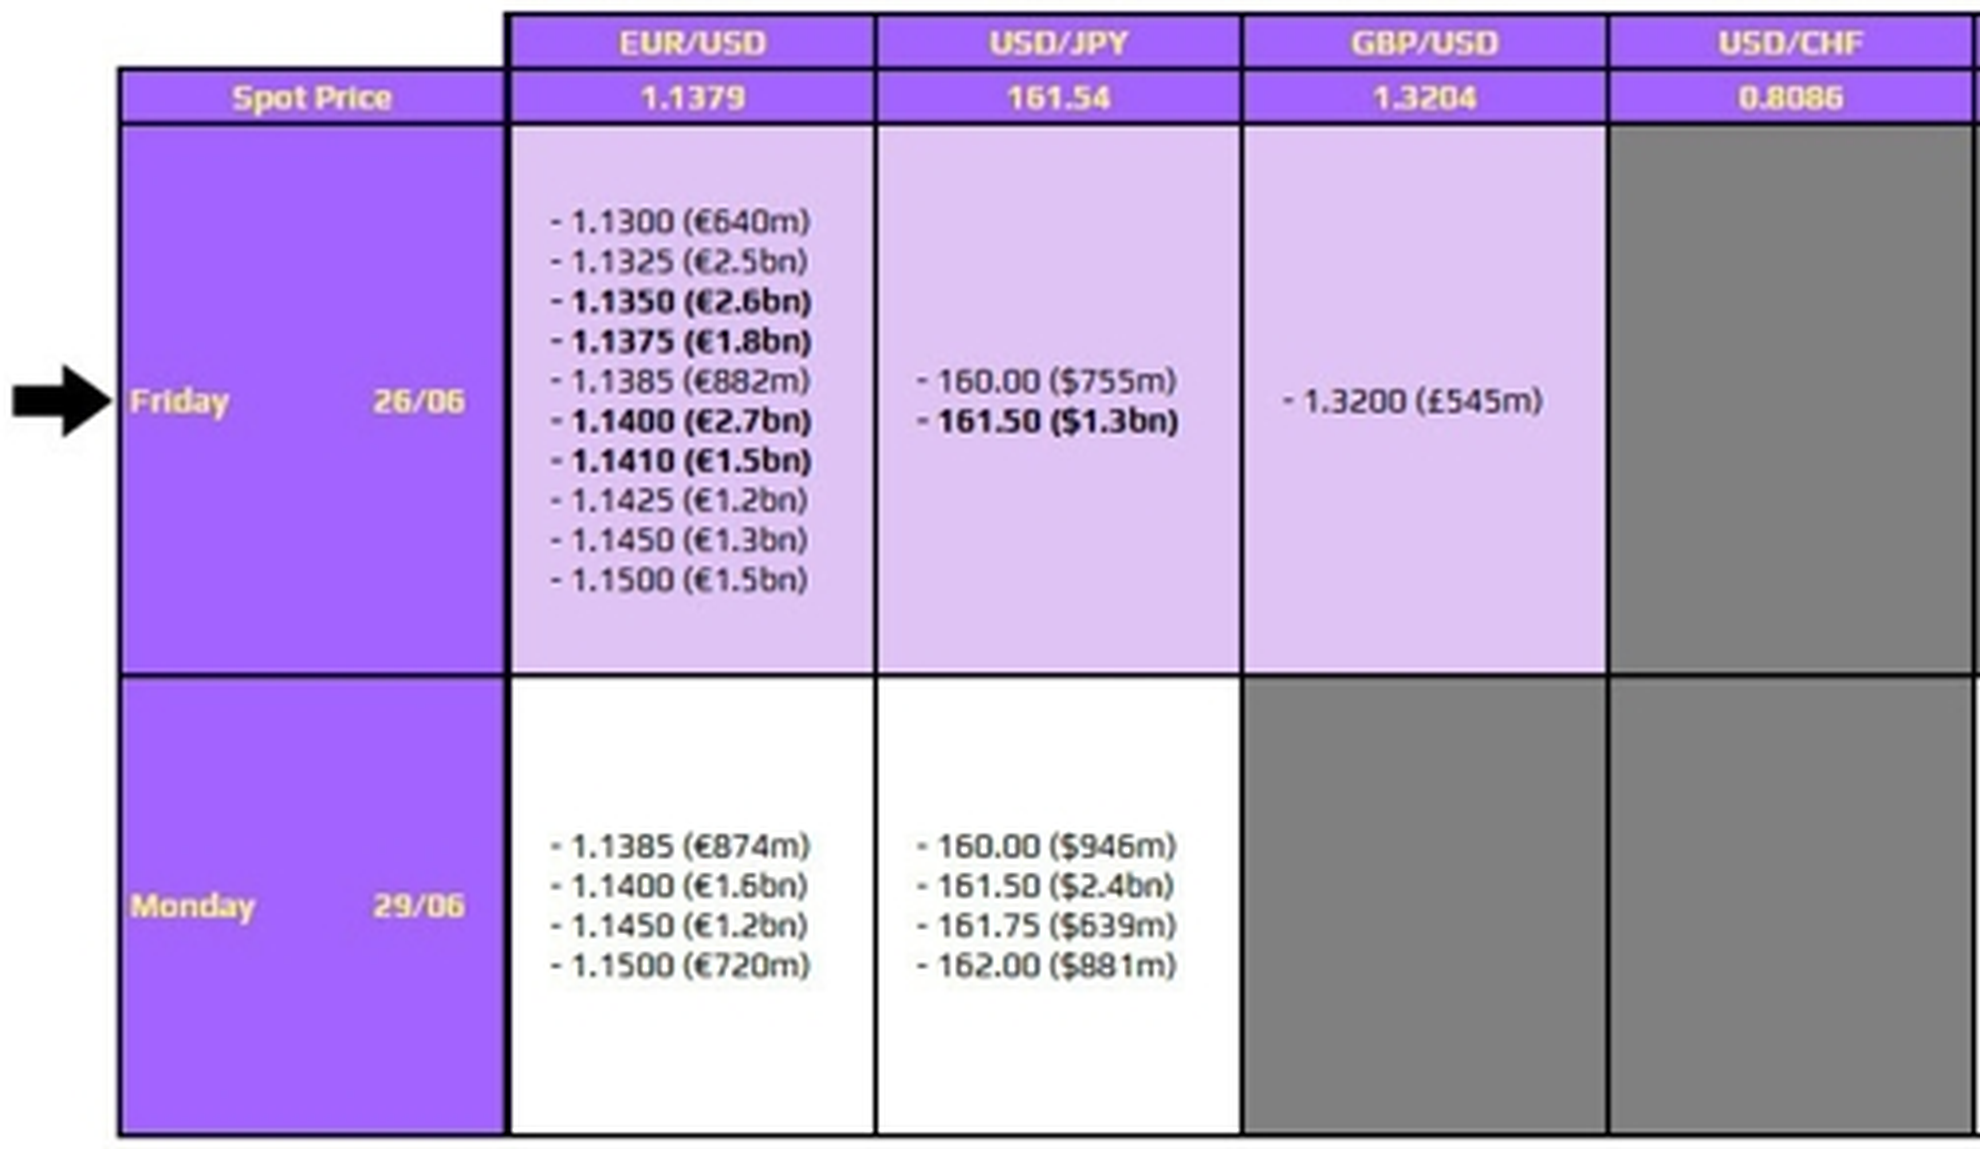 EUR/USD USD/JPY GBP/USD USD/CHF
Spot Price 1.1379 161.54 1.3204 0.8086
Friday 26/06
- 1.1300 (€640m)
- 1.1325 (€2.5bn)
- 1.1350 (€2.6bn)
- 1.1375 (€1.8bn)
- 1.1385 (€882m)
- 1.1400 (€2.7bn)
- 1.1410 (€1.5bn)
- 1.1425 (€1.2bn)
- 1.1450 (€1.3bn)
- 1.1500 (€1.5bn)
- 160.00 ($755m)
- 161.50 ($1.3bn)
- 1.3200 (£545m)
Monday 29/06
- 1.1385 (€874m)
- 1.1400 (€1.6bn)
- 1.1450 (€1.2bn)
- 1.1500 (€720m)
- 160.00 ($946m)
- 161.50 ($2.4bn)
- 161.75 ($639m)
- 162.00 ($881m)